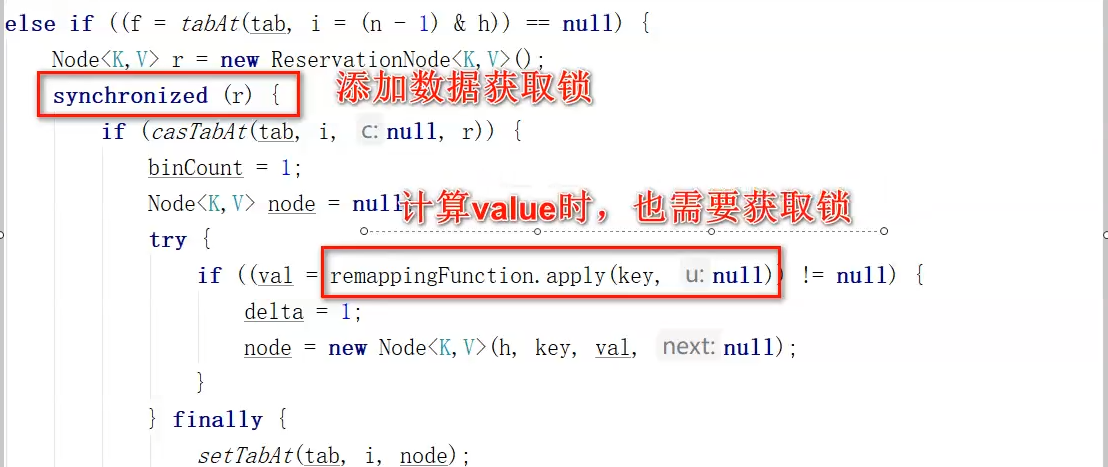 else if ((f = tabAt(tab, i = (n - 1) & h)) == null) {
Node<K,V> r = new ReservationNode<K,V>();
synchronized (r) { 添加数据获取锁
if (casTabAt(tab, i, c: null, r)) {
binCount = 1;
Node<K,V> node = null 计算value时，也需要获取锁
try {
if ((val = remappingFunction.apply(key, u: null)) != null) {
delta = 1;
node = new Node<K,V>(h, key, val, next: null);
}
} finally {
setTabAt(tab, i, node);